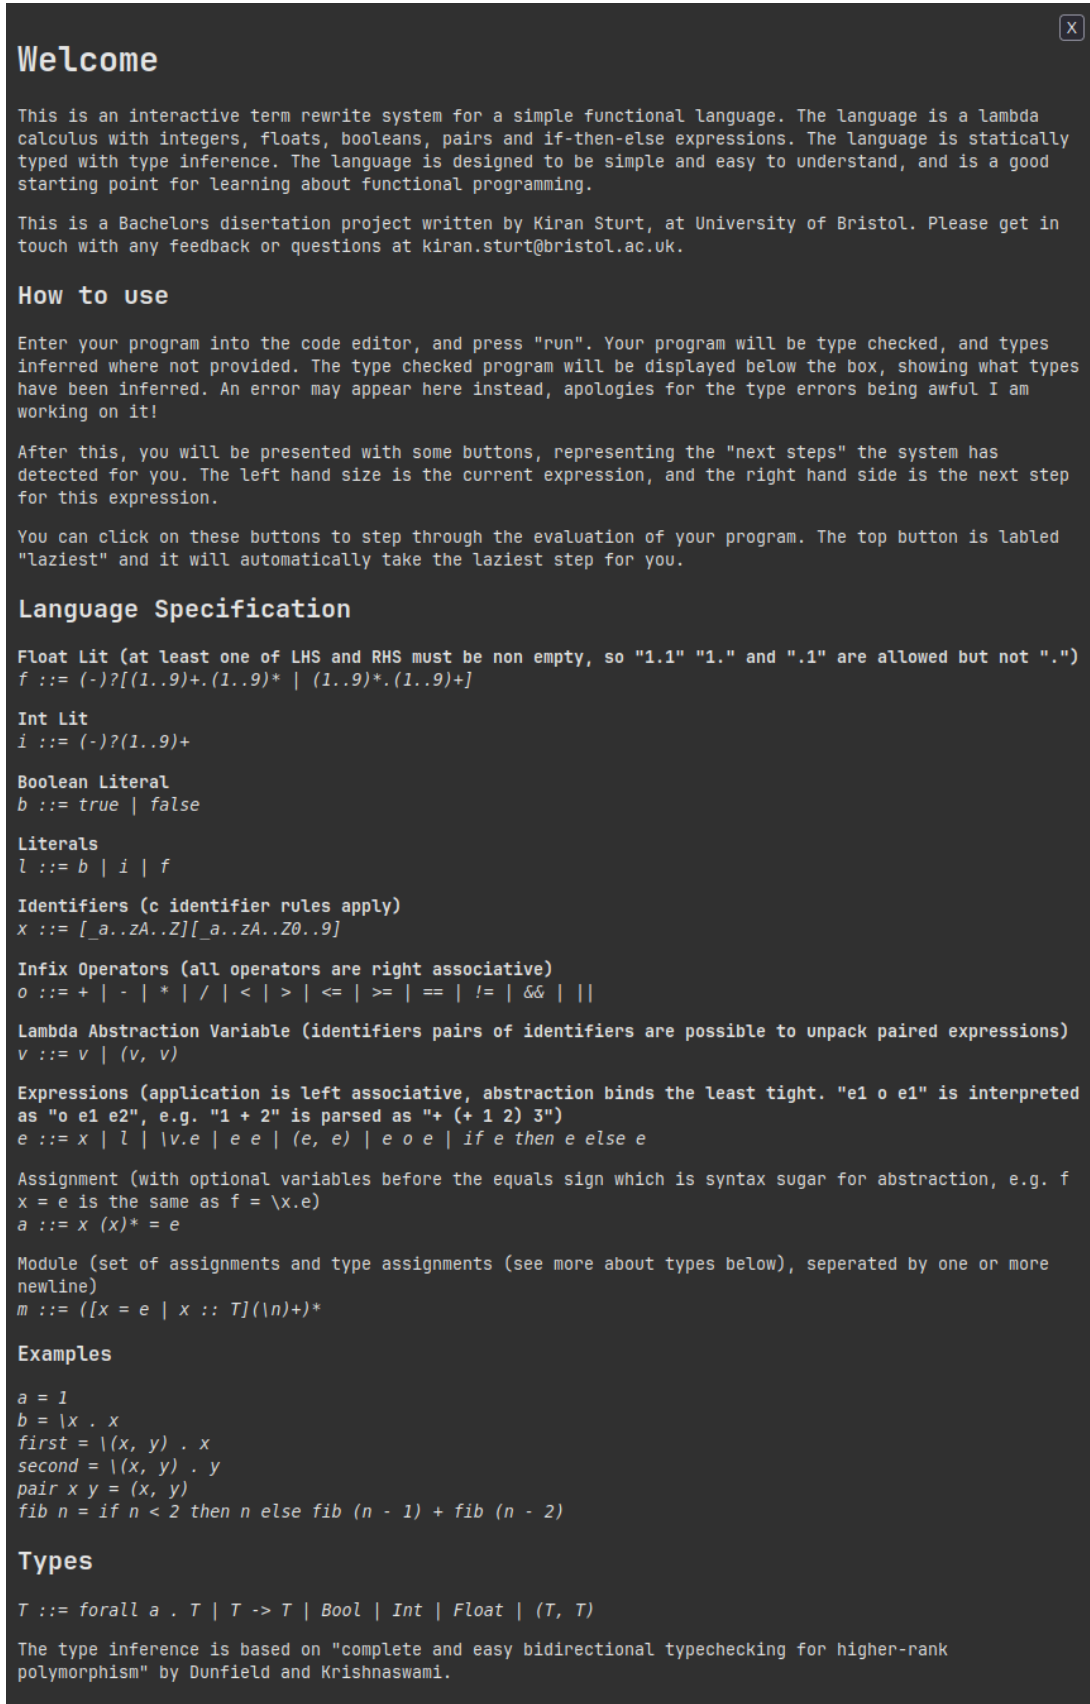 X
Welcome
This is an interactive term rewrite system for a simple functional language. The language is a lambda
calculus with integers, floats, booleans, pairs and if-then-else expressions. The language is statically
typed with type inference. The language is designed to be simple and easy to understand, and is a good
starting point for learning about functional programming.
This is a Bachelors disertation project written by Kiran Sturt, at University of Bristol. Please get in
touch with any feedback or questions at kiran.sturt@bristol.ac.uk.
How to use
Enter your program into the code editor, and press "run". Your program will be type checked, and types
inferred where not provided. The type checked program will be displayed below the box, showing what types
have been inferred. An error may appear here instead, apologies for the type errors being awful I am
working on it!
After this, you will be presented with some buttons, representing the "next steps" the system has
detected for you. The left hand size is the current expression, and the right hand side is the next step
for this expression.
You can click on these buttons to step through the evaluation of your program. The top button is labled
"laziest" and it will automatically take the laziest step for you.
Language Specification
Float Lit (at least one of LHS and RHS must be non empty, so "1.1" "1." and ".1" are allowed but not ".")
f ::= (-)?[(1..9)+.(1..9)* | (1..9)*.(1..9)+]
Int Lit
i ::= (-)?(1..9)+
Boolean Literal
b ::= true | false
Literals
l ::= b | i | f
Identifiers (c identifier rules apply)
x ::= [_a..zA..Z][_a..zA..Z0..9]
Infix Operators (all operators are right associative)
o ::= + | - | * | / | < | > | <= | >= | == | != | && | ||
Lambda Abstraction Variable (identifiers pairs of identifiers are possible to unpack paired expressions)
v ::= v | (v, v)
Expressions (application is left associative, abstraction binds the least tight. "e1 o e1" is interpreted
as "o e1 e2", e.g. "1 + 2" is parsed as "+ (+ 1 2) 3")
e ::= x | l | \v.e | e e | (e, e) | e o e | if e then e else e
Assignment (with optional variables before the equals sign which is syntax sugar for abstraction, e.g. f
x = e is the same as f = \x.e)
a ::= x (x)* = e
Module (set of assignments and type assignments (see more about types below), seperated by one or more
newline)
m ::= ([x = e | x :: T](\n)+)*
Examples
a = 1
b = \x . x
first = \(x, y) . x
second = \(x, y) . y
pair x y = (x, y)
fib n = if n < 2 then n else fib (n - 1) + fib (n - 2)
Types
T ::= forall a . T | T -> T | Bool | Int | Float | (T, T)
The type inference is based on "complete and easy bidirectional typechecking for higher-rank
polymorphism" by Dunfield and Krishnaswami.